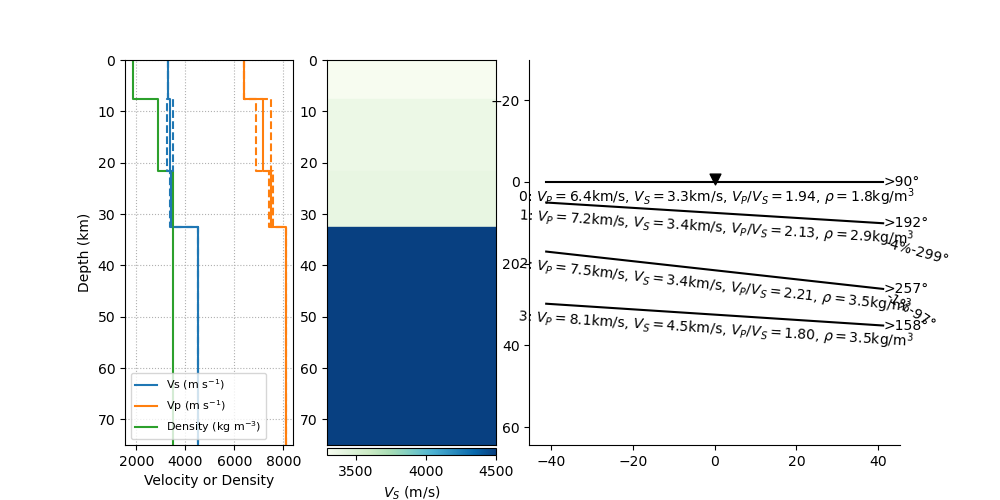 0
10
20
30
40
50
60
70
Depth (km)
2000 4000 6000 8000
Velocity or Density
Vs (m s⁻¹)
Vp (m s⁻¹)
Density (kg m⁻³)
0
10
20
30
40
50
60
70
3500 4000 4500
V_S (m/s)
−20
0
20
40
60
−40 −20 0 20 40
>90°
0: V_P = 6.4km/s, V_S = 3.3km/s, V_P/V_S = 1.94, ρ = 1.8kg/m³
>192°
1: V_P = 7.2km/s, V_S = 3.4km/s, V_P/V_S = 2.13, ρ = 2.9kg/m³
-4%-299°
>257°
2: V_P = 7.5km/s, V_S = 3.4km/s, V_P/V_S = 2.21, ρ = 3.5kg/m³
>158°
3: V_P = 8.1km/s, V_S = 4.5km/s, V_P/V_S = 1.80, ρ = 3.5kg/m³